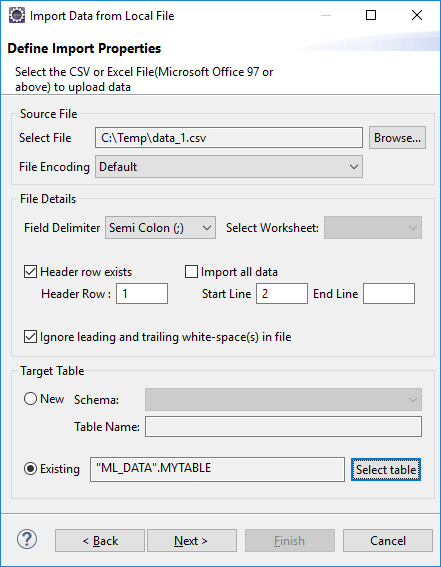 Import Data from Local File
Define Import Properties
Select the CSV or Excel File(Microsoft Office 97 or
above) to upload data
Source File
Select File C:\Temp\data_1.csv Browse...
File Encoding Default
File Details
Field Delimiter Semi Colon (;) Select Worksheet:
Header row exists Import all data
Header Row : 1 Start Line 2 End Line
Ignore leading and trailing white-space(s) in file
Target Table
New Schema:
Table Name:
Existing "ML_DATA".MYTABLE Select table
? < Back Next > Finish Cancel